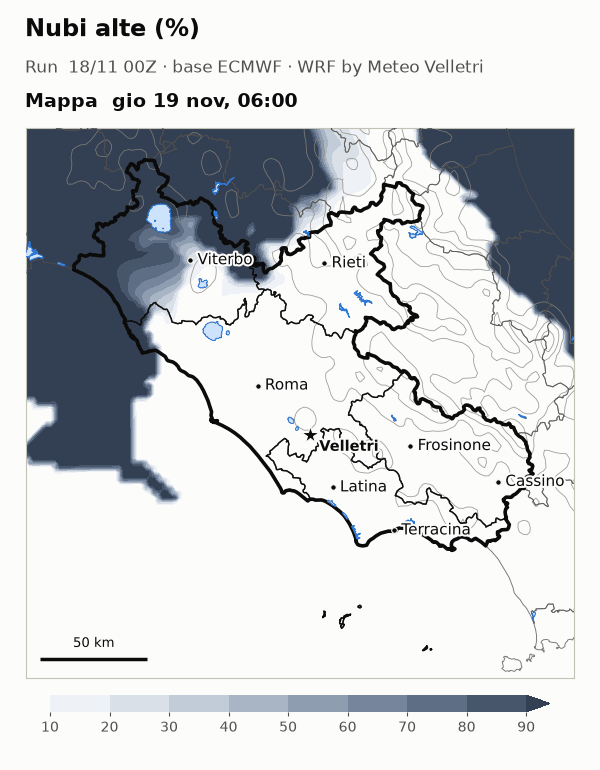 Nubi alte (%)
Run 18/11 00Z · base ECMWF · WRF by Meteo Velletri
Mappa gio 19 nov, 06:00
Viterbo
Rieti
Roma
Velletri
Frosinone
Latina
Cassino
Terracina
50 km
10 20 30 40 50 60 70 80 90